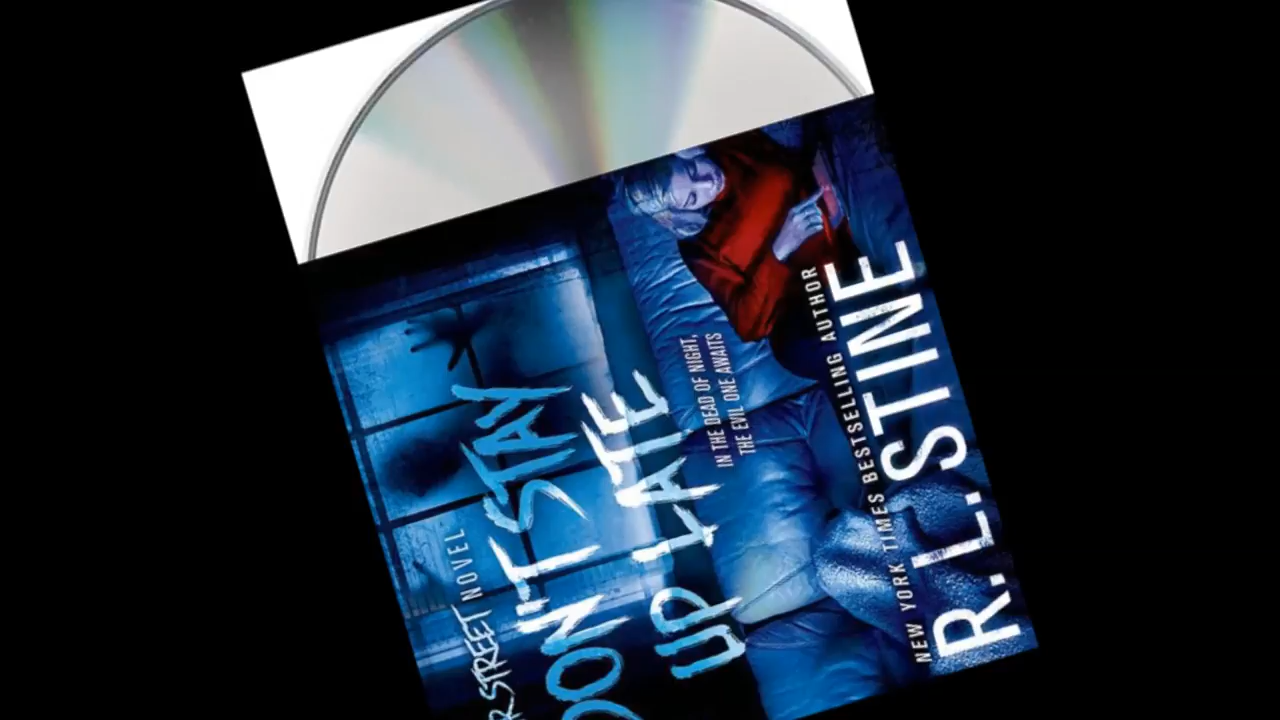 R STREET NOVEL
DON'T STAY
UP LATE
IN THE DEAD OF NIGHT,
THE EVIL ONE AWAITS
NEW YORK TIMES BESTSELLING AUTHOR
R.L. STINE